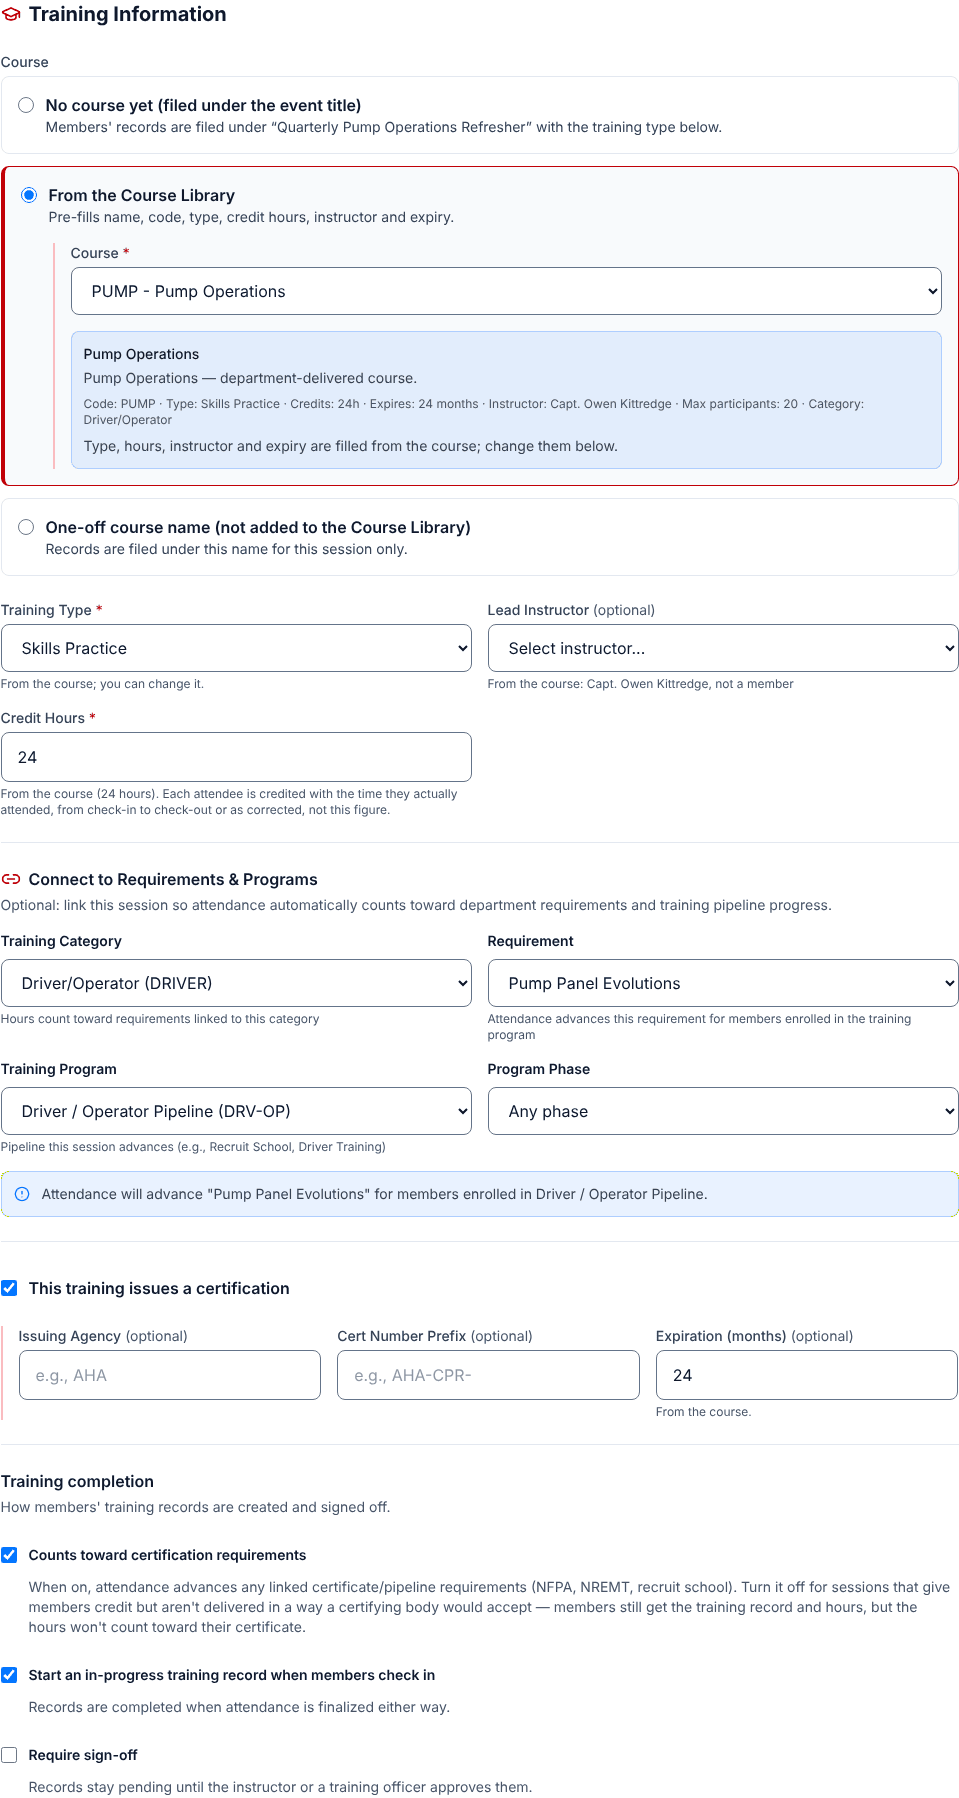 Training Information
Course
No course yet (filed under the event title)
Members' records are filed under “Quarterly Pump Operations Refresher” with the training type below.
From the Course Library
Pre-fills name, code, type, credit hours, instructor and expiry.
Course *
PUMP - Pump Operations
Pump Operations
Pump Operations — department-delivered course.
Code: PUMP · Type: Skills Practice · Credits: 24h · Expires: 24 months · Instructor: Capt. Owen Kittredge · Max participants: 20 · Category:
Driver/Operator
Type, hours, instructor and expiry are filled from the course; change them below.
One-off course name (not added to the Course Library)
Records are filed under this name for this session only.
Training Type *
Lead Instructor (optional)
Skills Practice
Select instructor...
From the course; you can change it.
From the course: Capt. Owen Kittredge, not a member
Credit Hours *
24
From the course (24 hours). Each attendee is credited with the time they actually
attended, from check-in to check-out or as corrected, not this figure.
Connect to Requirements & Programs
Optional: link this session so attendance automatically counts toward department requirements and training pipeline progress.
Training Category
Requirement
Driver/Operator (DRIVER)
Pump Panel Evolutions
Hours count toward requirements linked to this category
Attendance advances this requirement for members enrolled in the training
program
Training Program
Program Phase
Driver / Operator Pipeline (DRV-OP)
Any phase
Pipeline this session advances (e.g., Recruit School, Driver Training)
Attendance will advance "Pump Panel Evolutions" for members enrolled in Driver / Operator Pipeline.
This training issues a certification
Issuing Agency (optional)
Cert Number Prefix (optional)
Expiration (months) (optional)
e.g., AHA
e.g., AHA-CPR-
24
From the course.
Training completion
How members' training records are created and signed off.
Counts toward certification requirements
When on, attendance advances any linked certificate/pipeline requirements (NFPA, NREMT, recruit school). Turn it off for sessions that give
members credit but aren't delivered in a way a certifying body would accept — members still get the training record and hours, but the
hours won't count toward their certificate.
Start an in-progress training record when members check in
Records are completed when attendance is finalized either way.
Require sign-off
Records stay pending until the instructor or a training officer approves them.